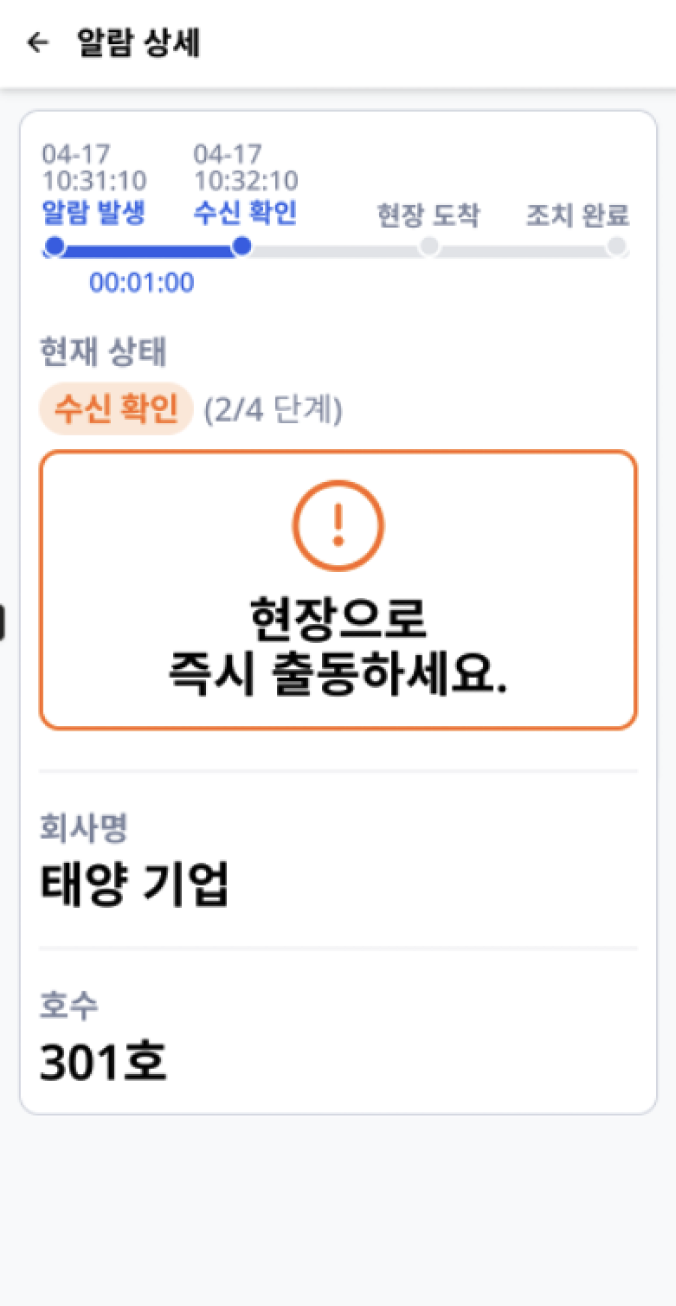 알람 상세
04-17 04-17
10:31:10 10:32:10
알람 발생 수신 확인 현장 도착 조치 완료
00:01:00
현재 상태
수신 확인 (2/4 단계)
!
현장으로
즉시 출동하세요.
회사명
태양 기업
호수
301호